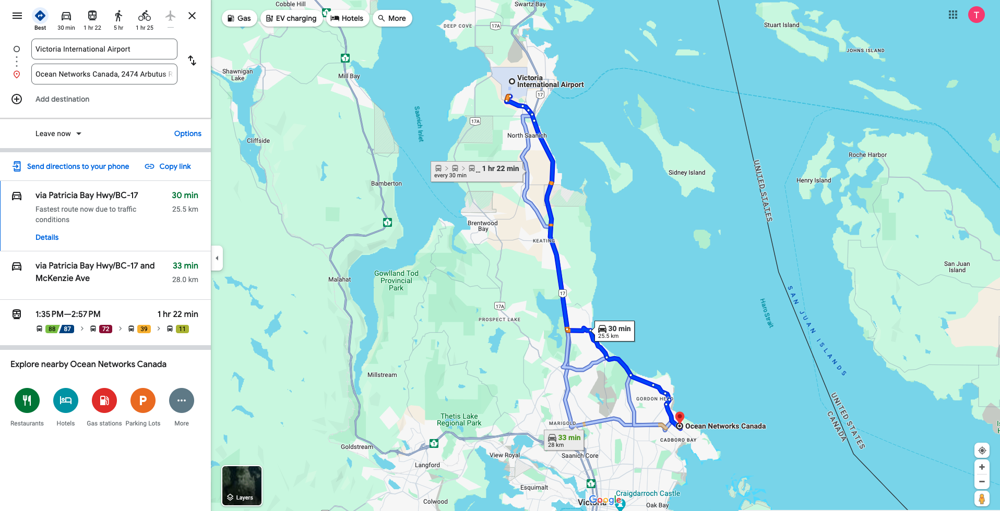 Best
30 min
1 hr 22
5 hr
1 hr 25
—
Victoria International Airport
Ocean Networks Canada, 2474 Arbutus R
Add destination
Leave now
Options
Send directions to your phone
Copy link
via Patricia Bay Hwy/BC-17
30 min
Fastest route now due to traffic
25.5 km
conditions
Details
via Patricia Bay Hwy/BC-17 and
33 min
McKenzie Ave
28.0 km
1:35 PM—2:57 PM
1 hr 22 min
88 87 > 72 > 39 > 11
Explore nearby Ocean Networks Canada
Restaurants
Hotels
Gas stations
P
Parking Lots
More
Gas
EV charging
Hotels
More
T
Cobble Hill
1
Swartz Bay
DEEP COVE
17A
Stuart Island
JOHNS ISLAND
1
Shawnigan
Lake
Mill Bay
Victoria
International Airport
17
Saanich Inlet
17A
North Saanich
Cliffside
Roche Harbor
> > ... 1 hr 22 min
every 30 min
Sidney Island
Henry Island
UNITED STATES
Bamberton
1
Brentwood
Bay
KEATING
San Juan
Island
Gowlland Tod
Provincial
Park
Malahat
17
17A
PROSPECT LAKE
Haro Strait
SAN JUAN ISLANDS
30 min
25.5 km
Millstream
GORDON HEAD
UNITED STATES
CANADA
Thetis Lake
Regional Park
MARIGOLD
Ocean Networks Canada
33 min
28 km
CADBORO BAY
1
Goldstream
View Royal
Saanich Core
Langford
1
Esquimalt
Craigdarroch Castle
Colwood
Victoria
Google
Oak Bay
Layers